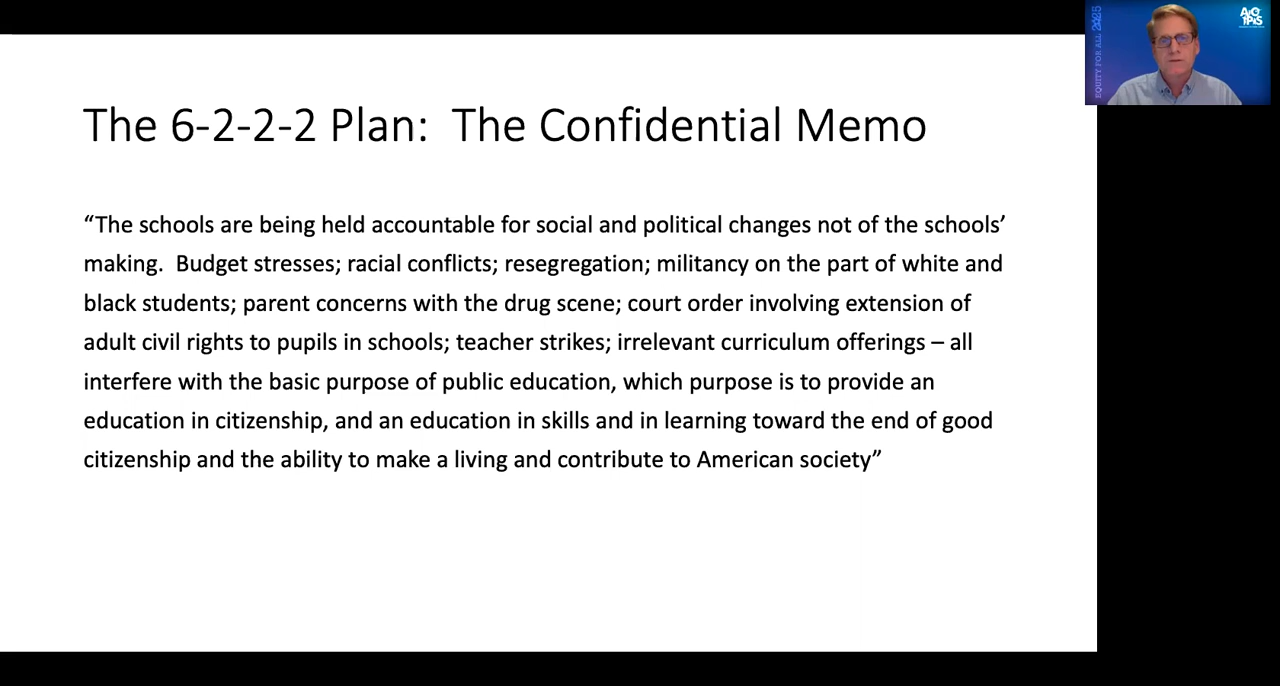 The 6-2-2-2 Plan:  The Confidential Memo
“The schools are being held accountable for social and political changes not of the schools’
making.  Budget stresses; racial conflicts; resegregation; militancy on the part of white and
black students; parent concerns with the drug scene; court order involving extension of
adult civil rights to pupils in schools; teacher strikes; irrelevant curriculum offerings – all
interfere with the basic purpose of public education, which purpose is to provide an
education in citizenship, and an education in skills and in learning toward the end of good
citizenship and the ability to make a living and contribute to American society”
EQUITY FOR ALL 2025